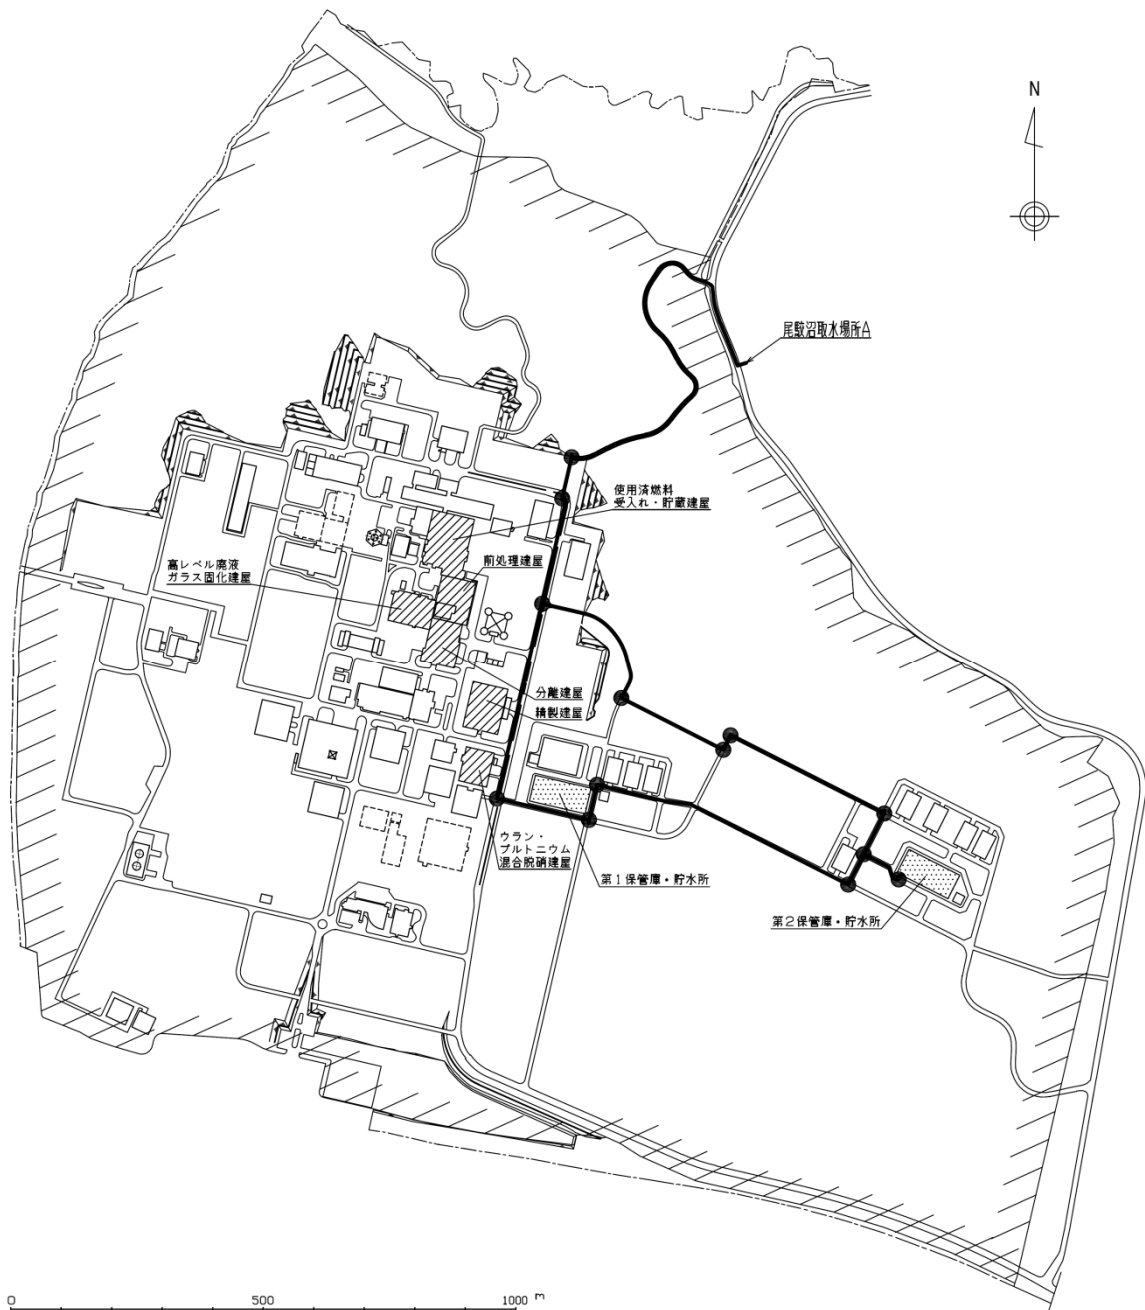 N
尾駮沼取水場所A
使用済燃料
受入れ・貯蔵建屋
前処理建屋
高レベル廃液
ガラス固化建屋
分離建屋
精製建屋
ウラン・
プルトニウム
混合脱硝建屋
第1保管庫・貯水所
第2保管庫・貯水所
0 500 1000 m